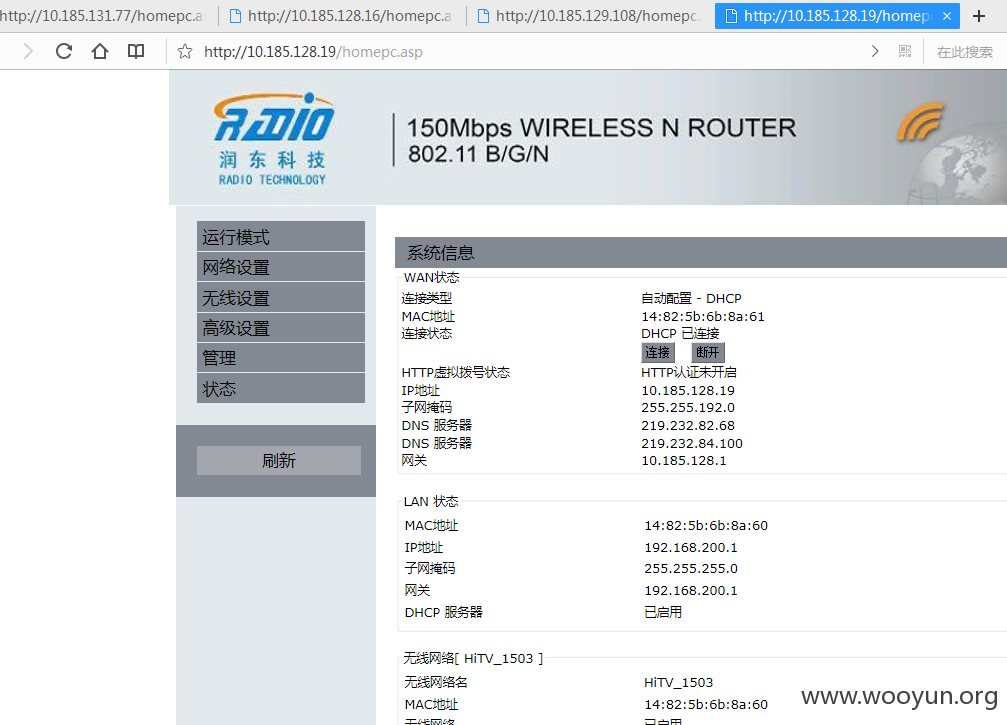 http://10.185.131.77/homepc.as
http://10.185.128.16/homepc.a
http://10.185.129.108/homepc.
http://10.185.128.19/homep
http://10.185.128.19/homepc.asp
在此搜索
RADIO
润东科技
RADIO TECHNOLOGY
150Mbps WIRELESS N ROUTER
802.11 B/G/N
运行模式
网络设置
无线设置
高级设置
管理
状态
刷新
系统信息
WAN状态
连接类型 自动配置 - DHCP
MAC地址 14:82:5b:6b:8a:61
连接状态 DHCP 已连接
连接 断开
HTTP虚拟拨号状态 HTTP认证未开启
IP地址 10.185.128.19
子网掩码 255.255.192.0
DNS 服务器 219.232.82.68
DNS 服务器 219.232.84.100
网关 10.185.128.1
LAN 状态
MAC地址 14:82:5b:6b:8a:60
IP地址 192.168.200.1
子网掩码 255.255.255.0
网关 192.168.200.1
DHCP 服务器 已启用
无线网络[ HiTV_1503 ]
无线网络名 HiTV_1503
MAC地址 14:82:5b:6b:8a:60
无线网络 已启用
www.wooyun.org